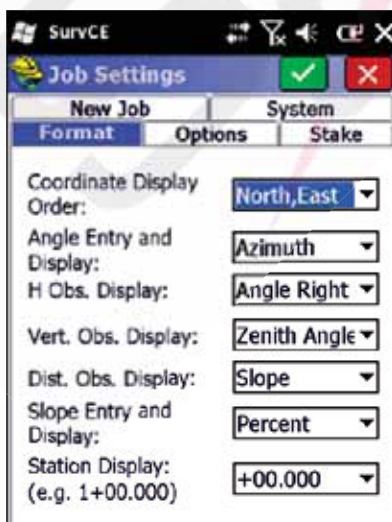 SurvCE
Job Settings
New Job System
Format Options Stake
Coordinate Display
Order: North,East
Angle Entry and
Display: Azimuth
H Obs. Display: Angle Right
Vert. Obs. Display: Zenith Angle
Dist. Obs. Display: Slope
Slope Entry and
Display: Percent
Station Display:
(e.g. 1+00.000) +00.000